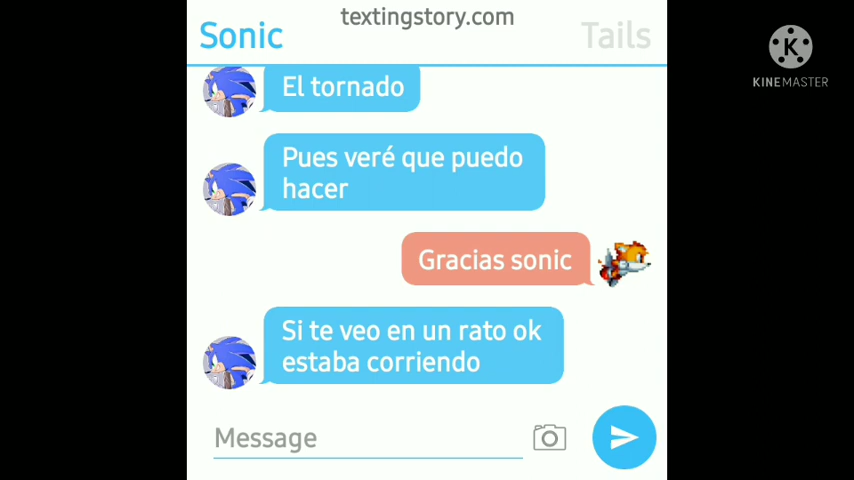 textingstory.com
Sonic
Tails
K
KINEMASTER
El tornado
Pues veré que puedo
hacer
Gracias sonic
Si te veo en un rato ok
estaba corriendo
Message